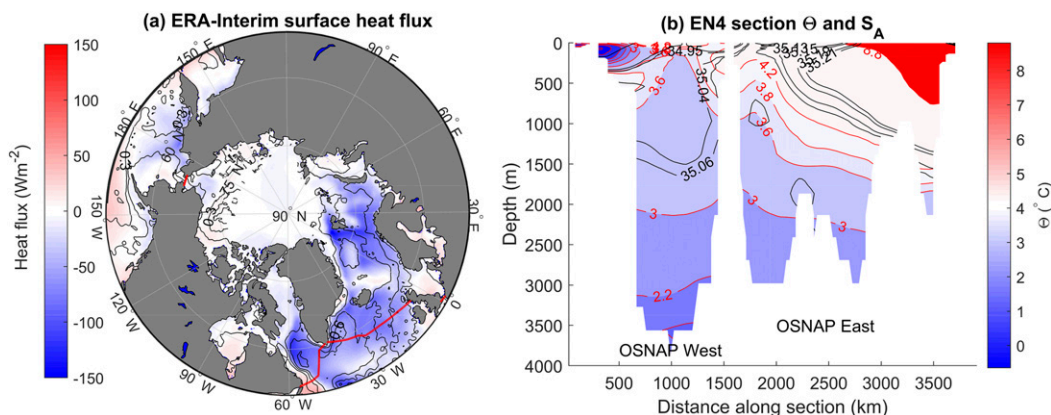 (a) ERA-Interim surface heat flux
150
100
50
0
-50
-100
-150
Heat flux (Wm⁻²)
150° E
180° W
150° W
120° W
90° W
60° W
30° W
0
30° E
60° E
90° E
90° N
(b) EN4 section Θ and S_A
0
500
1000
1500
2000
2500
3000
3500
4000
Depth (m)
34.95
35.04
35.06
35.21
3.6
4.2
3.8
3.6
3
3
3
2.2
OSNAP West
OSNAP East
500
1000
1500
2000
2500
3000
3500
Distance along section (km)
8
7
6
5
4
3
2
1
0
Θ (° C)